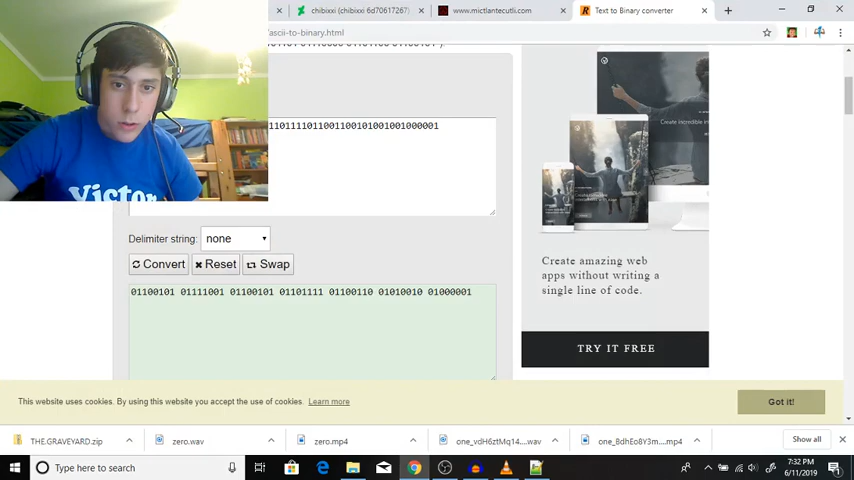 chibixxi (chibixxi 6d70617267)
www.mictlantecutli.com
Text to Binary converter
ascii-to-binary.html
1101111011001100101001001000001
Victor
Delimiter string: none
Convert Reset Swap
01100101 01111001 01100101 01101111 01100110 01010010 01000001
Create amazing web
apps without writing a
single line of code.
TRY IT FREE
This website uses cookies. By using this website you accept the use of cookies. Learn more
Got it!
THE.GRAVEYARD.zip
zero.wav
zero.mp4
one_vdH6ztMq14....wav
one_8dhEo8Y3m....mp4
Show all
Type here to search
7:32 PM
6/11/2019